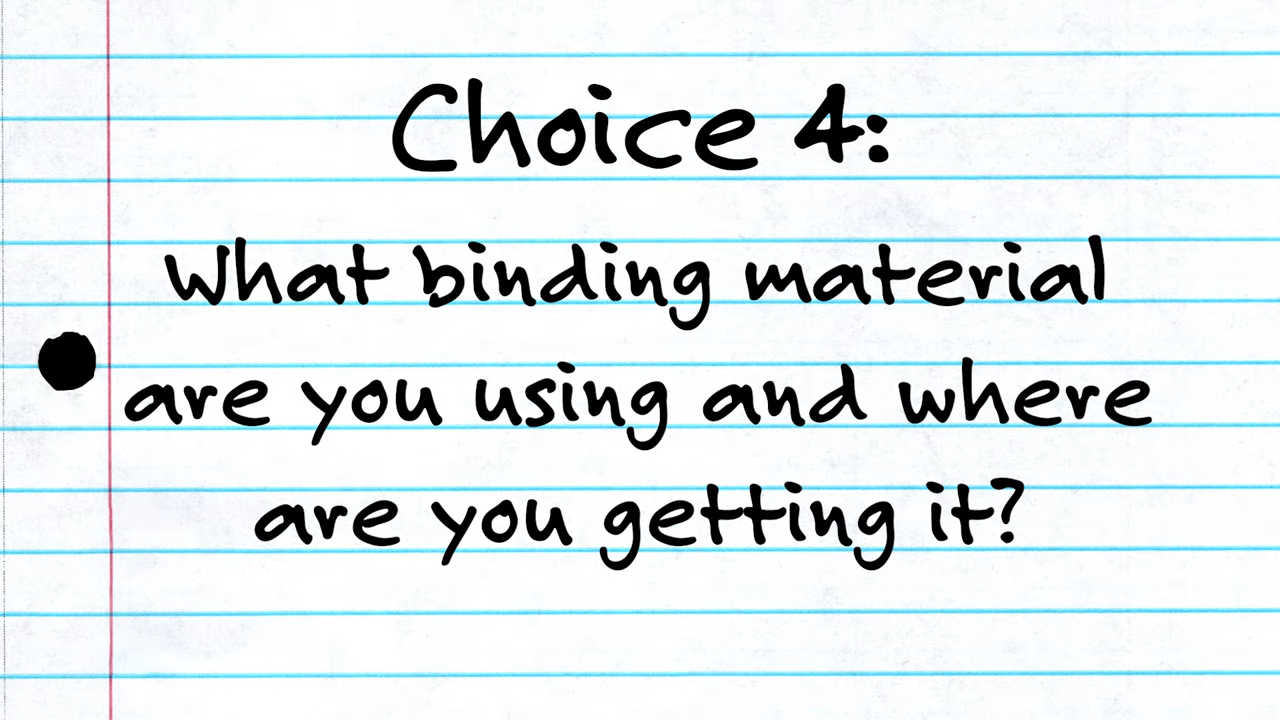 Choice 4:
What binding material
are you using and where
are you getting it?